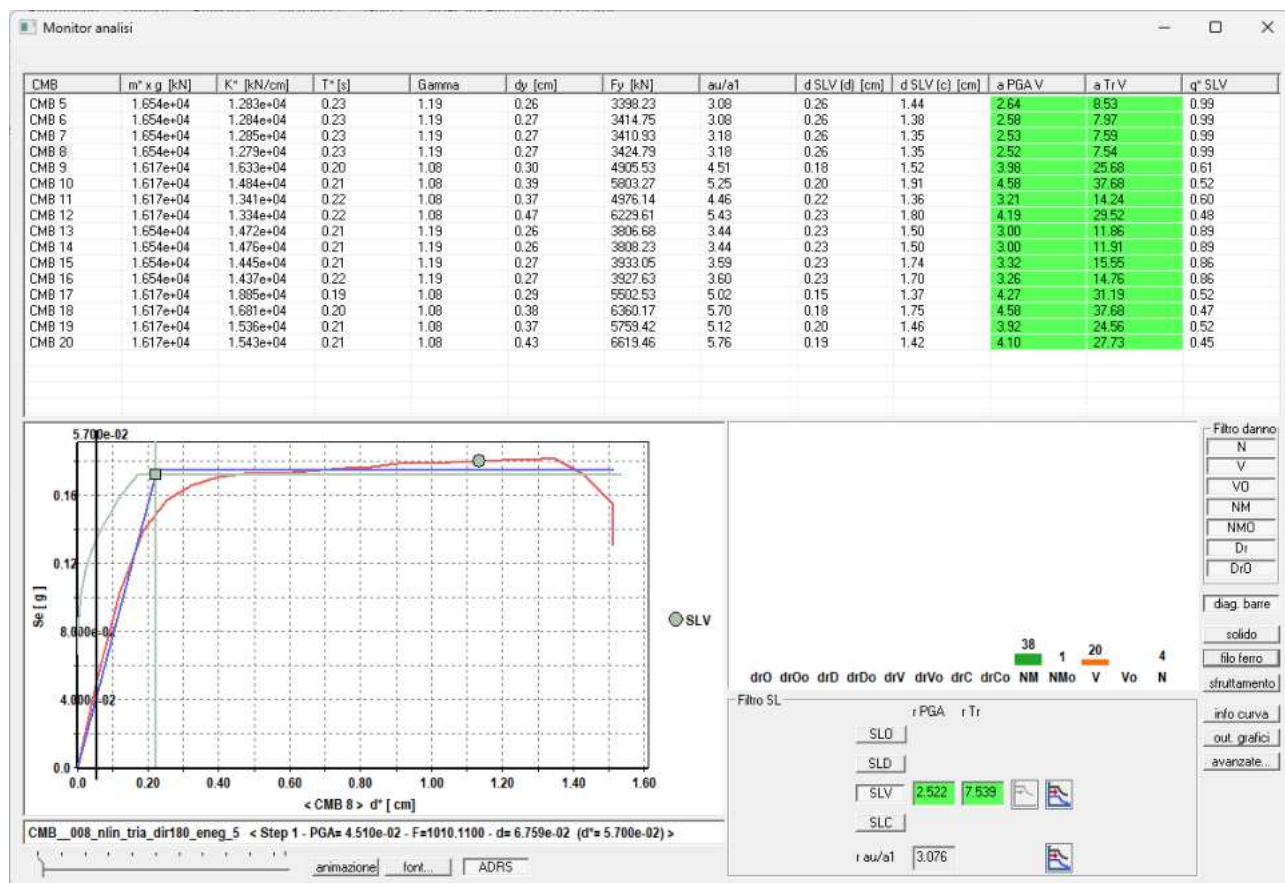 Monitor analisi
CMB m* x g [kN] K* [kN/cm] T* [s] Gamma dy [cm] Fy [kN] au/a1 d SLV (d) [cm] d SLV (c) [cm] a PGA V a Tr V q* SLV
CMB 5 1.654e+04 1.283e+04 0.23 1.19 0.26 3398.23 3.08 0.26 1.44 2.64 8.53 0.99
CMB 6 1.654e+04 1.284e+04 0.23 1.19 0.27 3414.75 3.08 0.26 1.38 2.58 7.97 0.99
CMB 7 1.654e+04 1.285e+04 0.23 1.19 0.27 3410.93 3.18 0.26 1.35 2.53 7.59 0.99
CMB 8 1.654e+04 1.279e+04 0.23 1.19 0.27 3424.79 3.18 0.26 1.35 2.52 7.54 0.99
CMB 9 1.617e+04 1.633e+04 0.20 1.08 0.30 4905.53 4.51 0.18 1.52 3.98 25.68 0.61
CMB 10 1.617e+04 1.484e+04 0.21 1.08 0.39 5803.27 5.25 0.20 1.91 4.58 37.68 0.52
CMB 11 1.617e+04 1.341e+04 0.22 1.08 0.37 4976.14 4.46 0.22 1.36 3.21 14.24 0.60
CMB 12 1.617e+04 1.334e+04 0.22 1.08 0.47 6229.61 5.43 0.23 1.80 4.19 29.52 0.48
CMB 13 1.654e+04 1.472e+04 0.21 1.19 0.26 3806.68 3.44 0.23 1.50 3.00 11.86 0.89
CMB 14 1.654e+04 1.476e+04 0.21 1.19 0.26 3808.23 3.44 0.23 1.50 3.00 11.91 0.89
CMB 15 1.654e+04 1.445e+04 0.21 1.19 0.27 3933.05 3.59 0.23 1.74 3.32 15.55 0.86
CMB 16 1.654e+04 1.437e+04 0.22 1.19 0.27 3927.63 3.60 0.23 1.70 3.26 14.76 0.86
CMB 17 1.617e+04 1.885e+04 0.19 1.08 0.29 5502.53 5.02 0.15 1.37 4.27 31.19 0.52
CMB 18 1.617e+04 1.681e+04 0.20 1.08 0.38 6360.17 5.70 0.18 1.75 4.58 37.68 0.47
CMB 19 1.617e+04 1.536e+04 0.21 1.08 0.37 5759.42 5.12 0.20 1.46 3.92 24.56 0.52
CMB 20 1.617e+04 1.543e+04 0.21 1.08 0.43 6619.46 5.76 0.19 1.42 4.10 27.73 0.45
5.700e-02
0.16
0.12
8.000e-02
4.000e-02
0.0
Se [ g ]
0.0 0.20 0.40 0.60 0.80 1.00 1.20 1.40 1.60
< CMB 8 > d* [ cm]
SLV
CMB__008_nlin_tria_dir180_eneg_5 < Step 1 - PGA= 4.510e-02 - F=1010.1100 - d= 6.759e-02 (d*= 5.700e-02) >
animazione font... ADRS
38 1 20 4
drO drOo drD drDo drV drVo drC drCo NM NMo V Vo N
Filtro SL
r PGA r Tr
SLO
SLD
SLV 2.522 7.539
SLC
r au/a1 3.076
Filtro danno
N
V
VO
NM
NMO
Dr
DrO
diag. barre
solido
filo ferro
sfruttamento
info curva
out. grafici
avanzate...